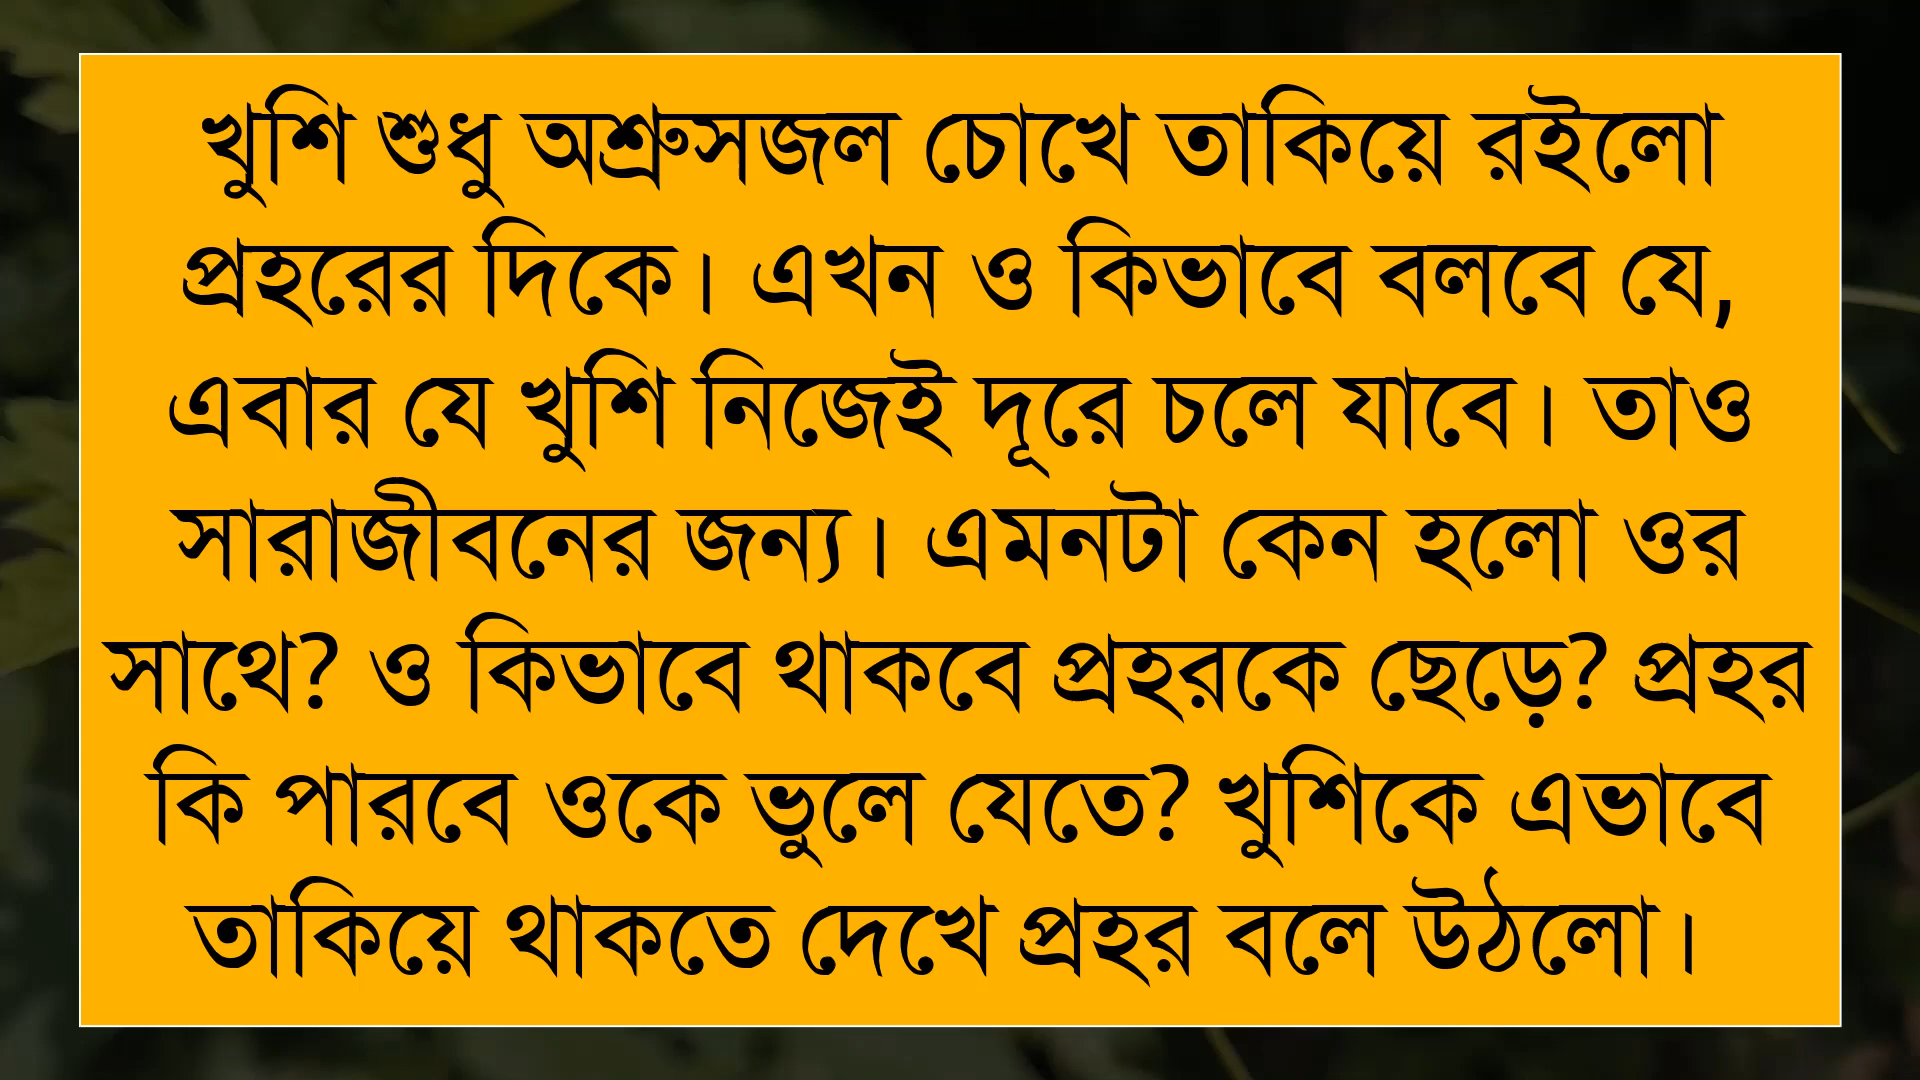 খুশি শুধু অশ্রুসজল চোখে তাকিয়ে রইলো
প্রহরের দিকে। এখন ও কিভাবে বলবে যে,
এবার যে খুশি নিজেই দূরে চলে যাবে। তাও
সারাজীবনের জন্য। এমনটা কেন হলো ওর
সাথে? ও কিভাবে থাকবে প্রহরকে ছেড়ে? প্রহর
কি পারবে ওকে ভুলে যেতে? খুশিকে এভাবে
তাকিয়ে থাকতে দেখে প্রহর বলে উঠলো।